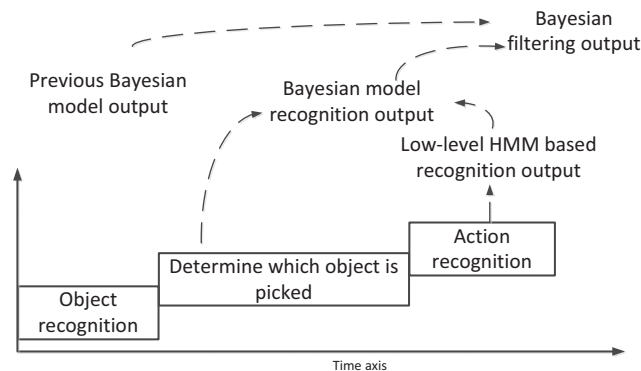 Bayesian
filtering output
Previous Bayesian
model output
Bayesian model
recognition output
Low-level HMM based
recognition output
Action
recognition
Determine which object is
picked
Object
recognition
Time axis